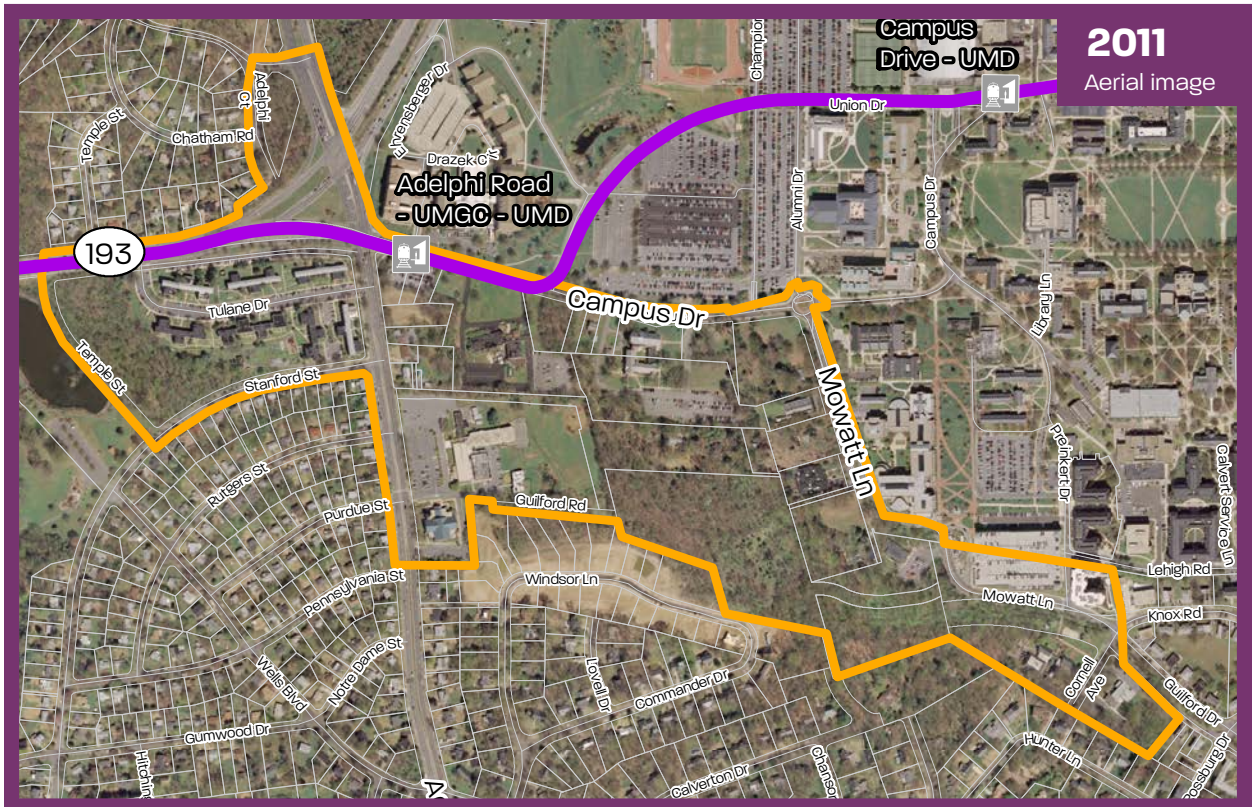 Campus
Drive - UMD
2011
Aerial image
Champion
Union Dr
Ehrensberger Dr
Adelphi
Ct
Temple St
Chatham Rd
Drazek C
Adelphi Road
- UMGC - UMD
Alumni Dr
Campus Dr
193
Tulane Dr
Campus Dr
Library Ln
Temple St
Stanford St
Mowatt Ln
Preinkert Dr
Calvert Service Ln
Rutgers St
Purdue St
Guilford Rd
Pennsylvania St
Windsor Ln
Lehigh Rd
Mowatt Ln
Knox Rd
Notre Dame St
Wells Blvd
Lovell Dr
Commander Dr
Cornell
Ave
Guilford Dr
Gumwood Dr
Hunter Ln
Rossburg Dr
Hitchin
Calverton Dr
Chanson
A